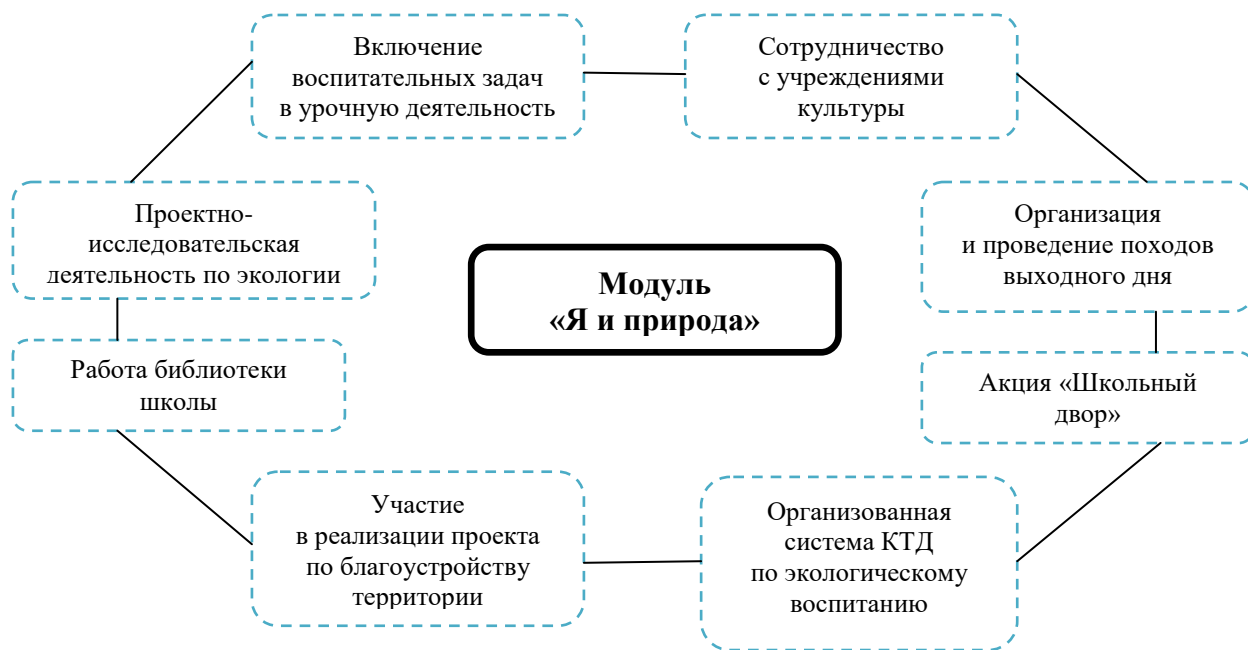 Включение
воспитательных задач
в урочную деятельность
Сотрудничество
с учреждениями
культуры
Проектно-
исследовательская
деятельность по экологии
Организация
и проведение походов
выходного дня
Модуль
«Я и природа»
Работа библиотеки
школы
Акция «Школьный
двор»
Участие
в реализации проекта
по благоустройству
территории
Организованная
система КТД
по экологическому
воспитанию